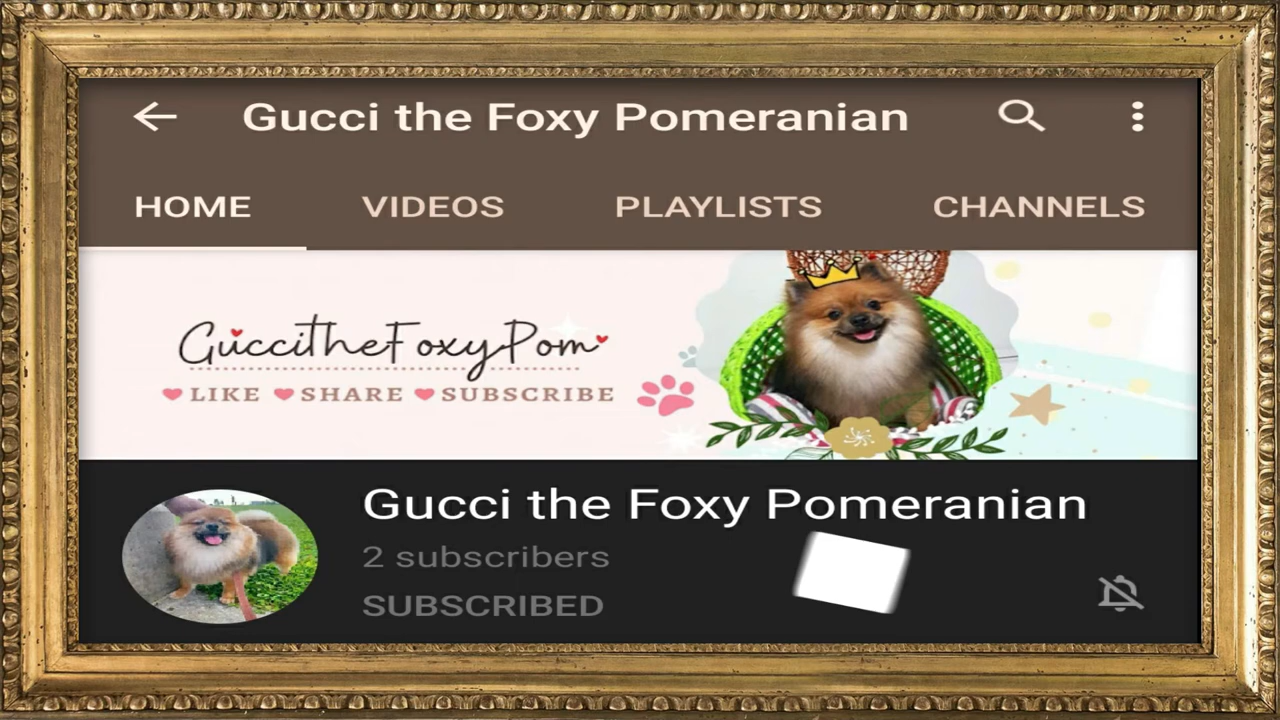 Gucci the Foxy Pomeranian
HOME VIDEOS PLAYLISTS CHANNELS
GuccitheFoxyPom
LIKE SHARE SUBSCRIBE
Gucci the Foxy Pomeranian
2 subscribers
SUBSCRIBED